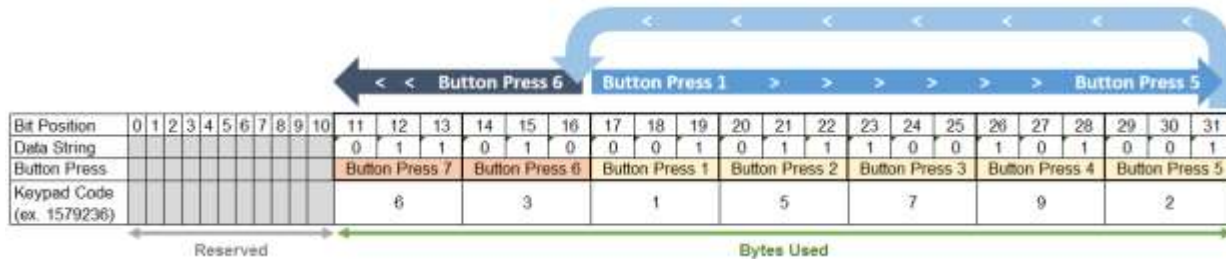 < < < < < < <
< < Button Press 6 Button Press 1 > > > > > > > Button Press 5
Bit Position 0 1 2 3 4 5 6 7 8 9 10 11 12 13 14 15 16 17 18 19 20 21 22 23 24 25 26 27 28 29 30 31
Data String 0 1 1 0 1 0 0 0 1 0 1 1 1 0 0 1 0 1 0 0 1
Button Press Button Press 7 Button Press 6 Button Press 1 Button Press 2 Button Press 3 Button Press 4 Button Press 5
Keypad Code
(ex. 1579236) 6 3 1 5 7 9 2
Reserved Bytes Used